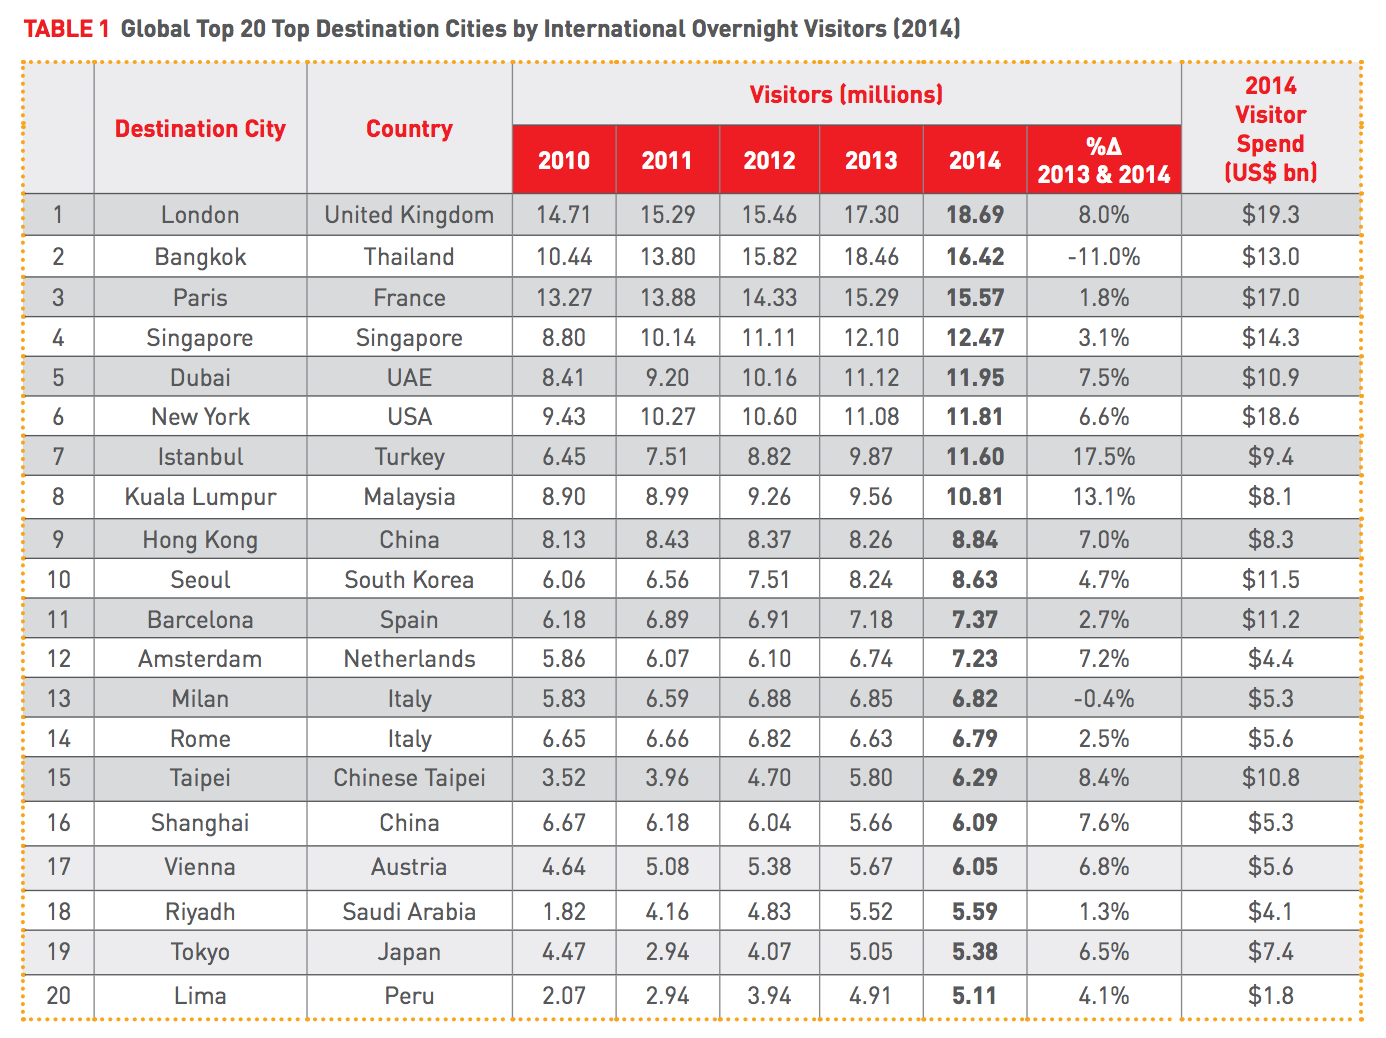 TABLE 1 Global Top 20 Top Destination Cities by International Overnight Visitors (2014)
Destination City Country Visitors (millions) 2014 Visitor Spend (US$ bn)
2010 2011 2012 2013 2014 %Δ 2013 & 2014
1 London United Kingdom 14.71 15.29 15.46 17.30 18.69 8.0% $19.3
2 Bangkok Thailand 10.44 13.80 15.82 18.46 16.42 -11.0% $13.0
3 Paris France 13.27 13.88 14.33 15.29 15.57 1.8% $17.0
4 Singapore Singapore 8.80 10.14 11.11 12.10 12.47 3.1% $14.3
5 Dubai UAE 8.41 9.20 10.16 11.12 11.95 7.5% $10.9
6 New York USA 9.43 10.27 10.60 11.08 11.81 6.6% $18.6
7 Istanbul Turkey 6.45 7.51 8.82 9.87 11.60 17.5% $9.4
8 Kuala Lumpur Malaysia 8.90 8.99 9.26 9.56 10.81 13.1% $8.1
9 Hong Kong China 8.13 8.43 8.37 8.26 8.84 7.0% $8.3
10 Seoul South Korea 6.06 6.56 7.51 8.24 8.63 4.7% $11.5
11 Barcelona Spain 6.18 6.89 6.91 7.18 7.37 2.7% $11.2
12 Amsterdam Netherlands 5.86 6.07 6.10 6.74 7.23 7.2% $4.4
13 Milan Italy 5.83 6.59 6.88 6.85 6.82 -0.4% $5.3
14 Rome Italy 6.65 6.66 6.82 6.63 6.79 2.5% $5.6
15 Taipei Chinese Taipei 3.52 3.96 4.70 5.80 6.29 8.4% $10.8
16 Shanghai China 6.67 6.18 6.04 5.66 6.09 7.6% $5.3
17 Vienna Austria 4.64 5.08 5.38 5.67 6.05 6.8% $5.6
18 Riyadh Saudi Arabia 1.82 4.16 4.83 5.52 5.59 1.3% $4.1
19 Tokyo Japan 4.47 2.94 4.07 5.05 5.38 6.5% $7.4
20 Lima Peru 2.07 2.94 3.94 4.91 5.11 4.1% $1.8